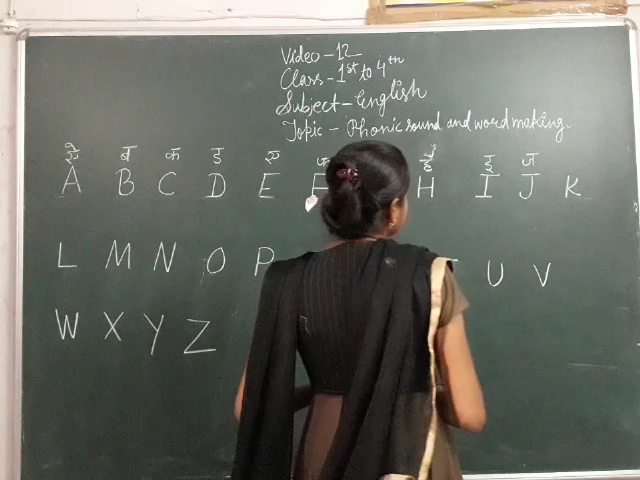 Video-12
Class-1st to 4th
Subject-English
Topic - Phonic sound and word making.
ब क ड
A B C D E F H I J K
L M N O P U V
W X Y Z